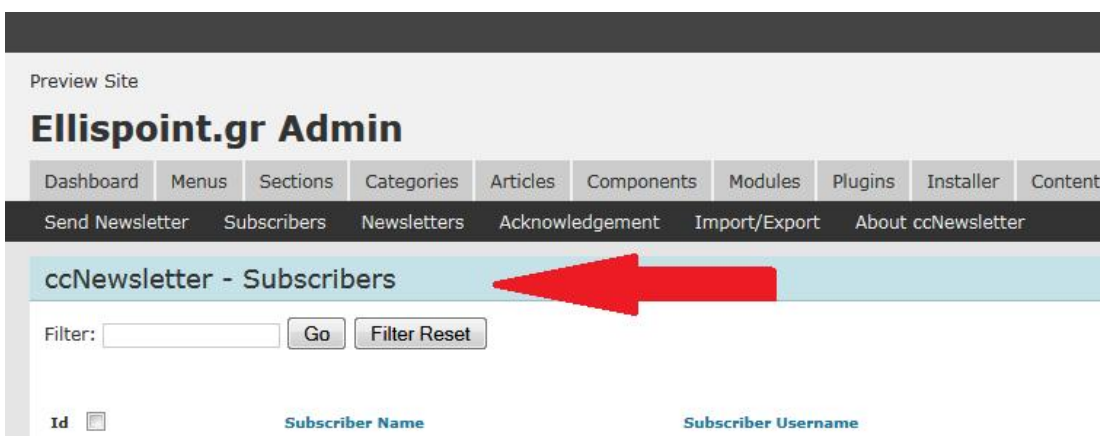 Preview Site
Ellispoint.gr Admin
Dashboard Menus Sections Categories Articles Components Modules Plugins Installer Content
Send Newsletter Subscribers Newsletters Acknowledgement Import/Export About ccNewsletter
ccNewsletter - Subscribers
Filter: Go Filter Reset
Id Subscriber Name Subscriber Username